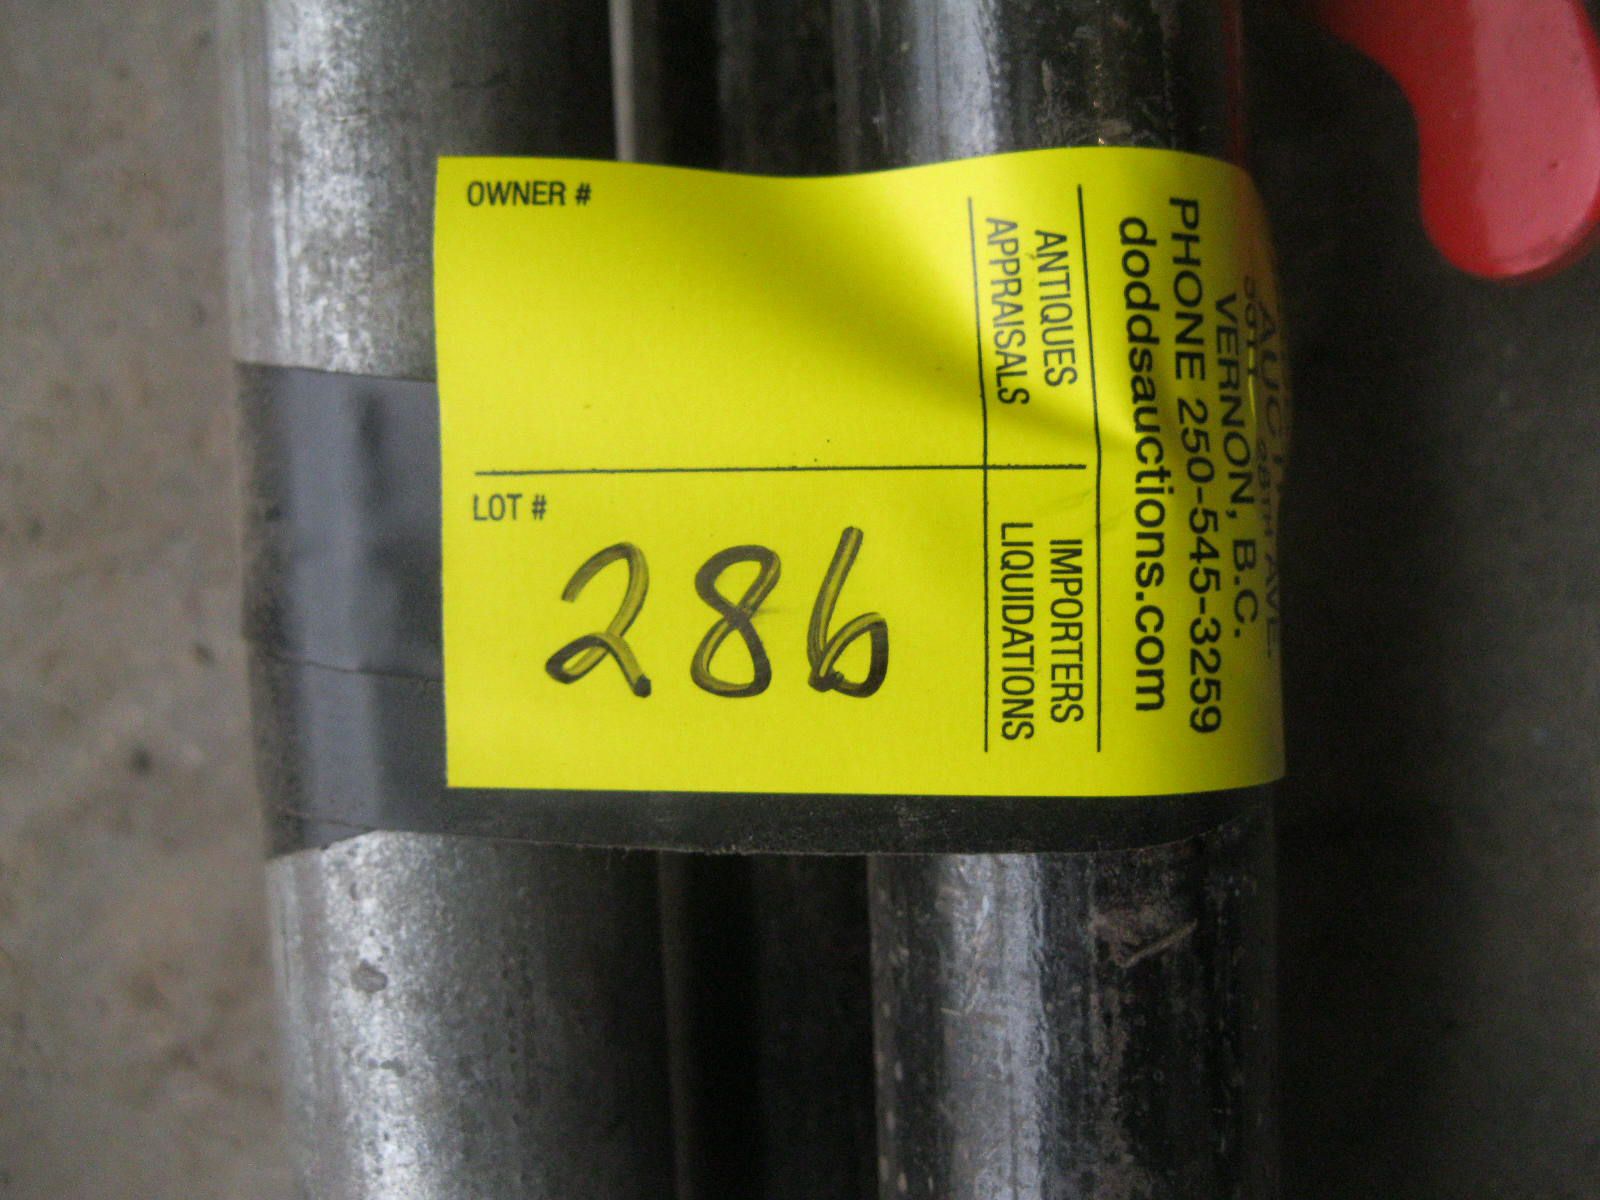 VERNON, B.C.
PHONE 250-545-3259
doddsauctions.com
ANTIQUES
APPRAISALS
IMPORTERS
LIQUIDATIONS
OWNER #
LOT #
286